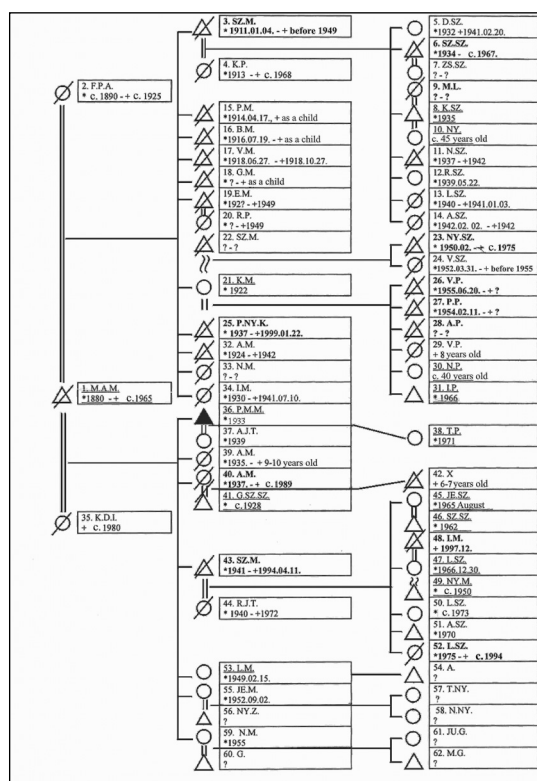 2. F.P.A.
* c. 1890 - + c. 1925
1. M.A.M.
*1880 -+ c.1965
35. K.D.I.
+ c. 1980
3. SZ.M.
* 1911.01.04. - + before 1949
4. K.P.
*1913 -+ c. 1968
15. P.M.
*1914.04.17., + as a child
16. B.M.
*1916.07.19. - + as a child
17. V.M.
*1918.06.27. - +1918.10.27.
18. G.M.
* ? - + as a child
19.E.M.
*192? - +1949
20. R.P.
*? - +1949
22. SZ.M.
? - ?
21. K.M.
* 1922
25. P.NY.K.
* 1937 - +1999.01.22.
32. A.M.
*1924 - +1942
33. N.M.
? - ?
34. I.M.
*1930 - +1941.07.10.
36. P.M.M.
*1933
37. A.J.T.
*1939
39. A.M.
*1935. - + 9-10 years old
40. A.M.
*1937. -+ c.1989
41. G.SZ.SZ.
* c.1928
43. SZ.M.
*1941 - +1994.04.11.
44. R.J.T.
* 1940 - +1972
53. L.M.
*1949.02.15.
55. JE.M.
*1952.09.02.
56. NY.Z.
?
59. N.M.
*1955
60. G.
?
5. D.SZ.
*1932 +1941.02.20.
6. SZ.SZ.
*1934 - c.1967.
7. ZS.SZ.
? - ?
9. M.L.
? - ?
8. K.SZ.
*1935
10. NY.
c. 45 years old
11. N.SZ.
*1937 - +1942
12.R.SZ.
*1939.05.22.
13. L.SZ.
*1940 - +1941.01.03.
14. A.SZ.
*1942.02. 02. - +1942
23. NY.SZ.
* 1950.02. -+ c.1975
24. V.SZ.
*1952.03.31. - + before 1955
26. V.P.
*1955.06.20. - + ?
27. P.P.
*1954.02.11. - + ?
28. A.P.
? - ?
29. V.P.
+ 8 years old
30. N.P.
c. 40 years old
31. I.P.
*.1966
38. T.P.
*1971
42. X
+ 6-7 years old
45. JE.SZ.
*1965 August
46. SZ.SZ.
* 1962
48. I.M.
+ 1997.12.
47. L.SZ.
*1966.12.30.
49. NY.M.
* c. 1950
50. L.SZ.
* c. 1973
51. A.SZ.
*1970
52. L.SZ.
*1975 -+ c.1994
54. A.
?
57. T.NY.
?
58. N.NY.
?
61. JU.G.
?
62. M.G.
?